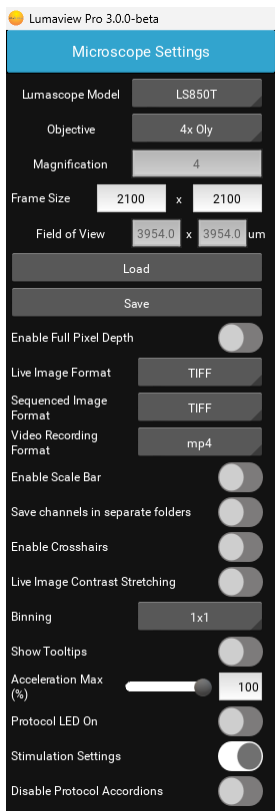 Lumaview Pro 3.0.0-beta
Microscope Settings
Lumascope Model LS850T
Objective 4x Oly
Magnification 4
Frame Size 2100 x 2100
Field of View 3954.0 x 3954.0 um
Load
Save
Enable Full Pixel Depth
Live Image Format TIFF
Sequenced Image
Format TIFF
Video Recording
Format mp4
Enable Scale Bar
Save channels in separate folders
Enable Crosshairs
Live Image Contrast Stretching
Binning 1x1
Show Tooltips
Acceleration Max
(%) 100
Protocol LED On
Stimulation Settings
Disable Protocol Accordions